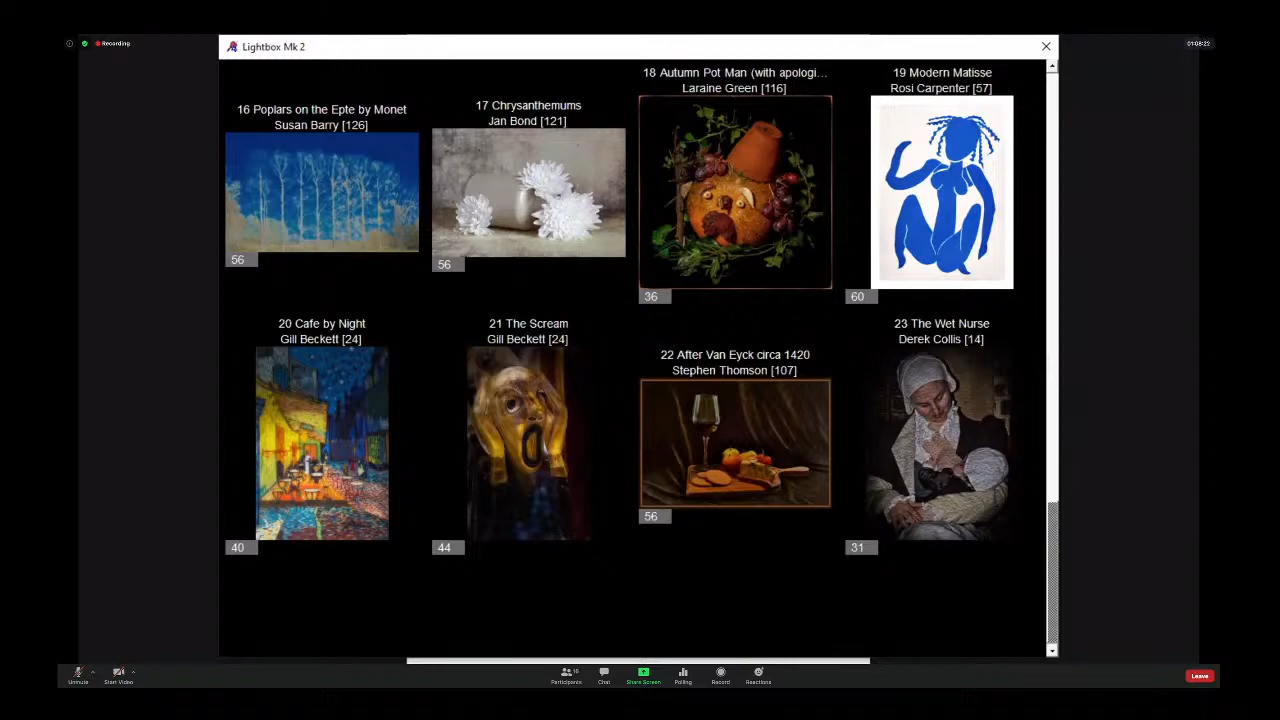 Recording
Lightbox Mk 2
01:08:22
16 Poplars on the Epte by Monet
Susan Barry [126]
56
17 Chrysanthemums
Jan Bond [121]
56
18 Autumn Pot Man (with apologi...
Laraine Green [116]
36
19 Modern Matisse
Rosi Carpenter [57]
60
20 Cafe by Night
Gill Beckett [24]
40
21 The Scream
Gill Beckett [24]
44
22 After Van Eyck circa 1420
Stephen Thomson [107]
56
23 The Wet Nurse
Derek Collis [14]
31
Unmute
Start Video
Participants
Chat
Share Screen
Polling
Record
Reactions
Leave